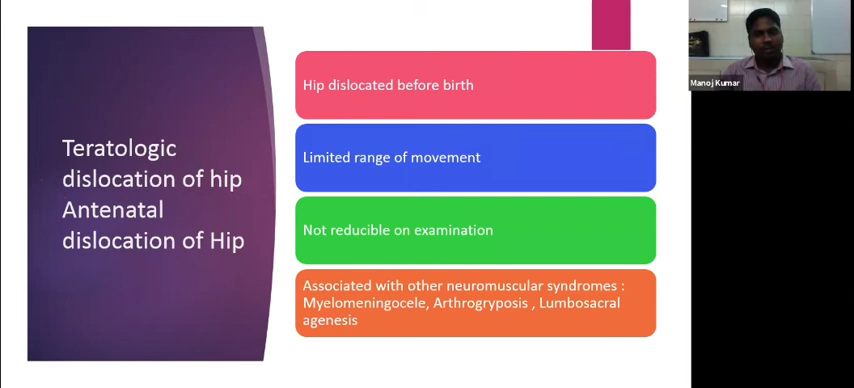 Teratologic
dislocation of hip
Antenatal
dislocation of Hip
Hip dislocated before birth
Limited range of movement
Not reducible on examination
Associated with other neuromuscular syndromes :
Myelomeningocele, Arthrogryposis , Lumbosacral
agenesis
Manoj Kumar